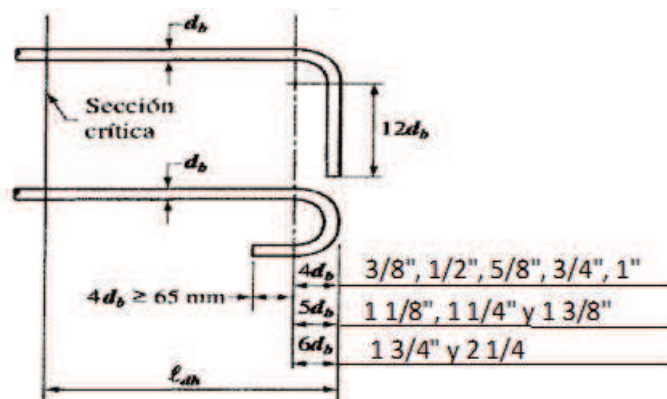 d_b
Sección
crítica
12d_b
d_b
4d_b 3/8", 1/2", 5/8", 3/4", 1"
4d_b ≥ 65 mm
5d_b 1 1/8", 1 1/4" y 1 3/8"
6d_b 1 3/4" y 2 1/4
ℓ_dh